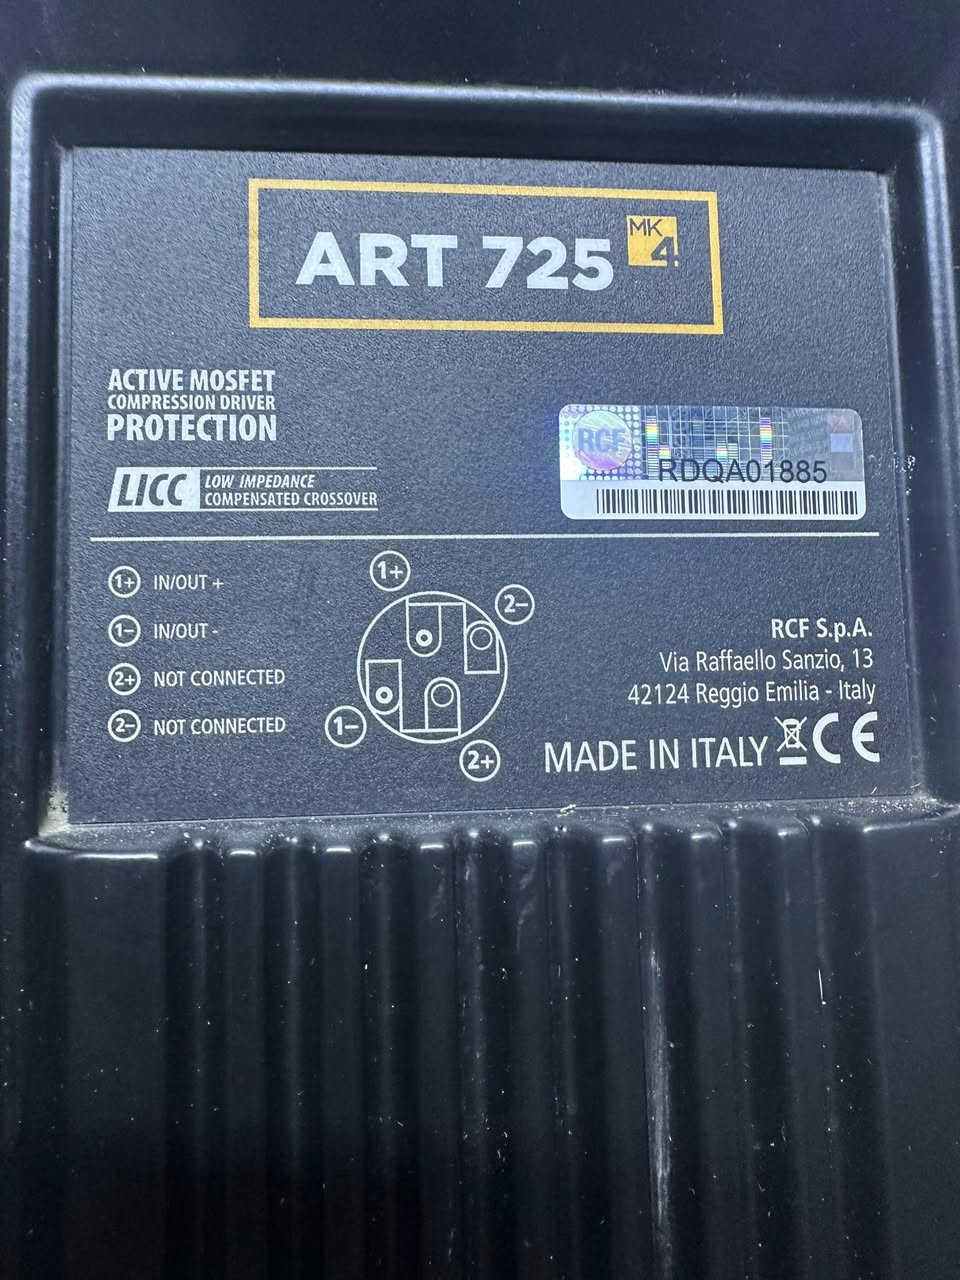 ART 725 MK 4
ACTIVE MOSFET
COMPRESSION DRIVER
PROTECTION
LICC LOW IMPEDANCE
COMPENSATED CROSSOVER
RCF
RDQA01885
1+ IN/OUT +
1– IN/OUT -
2+ NOT CONNECTED
2– NOT CONNECTED
1+
2–
1–
2+
RCF S.p.A.
Via Raffaello Sanzio, 13
42124 Reggio Emilia - Italy
MADE IN ITALY CE